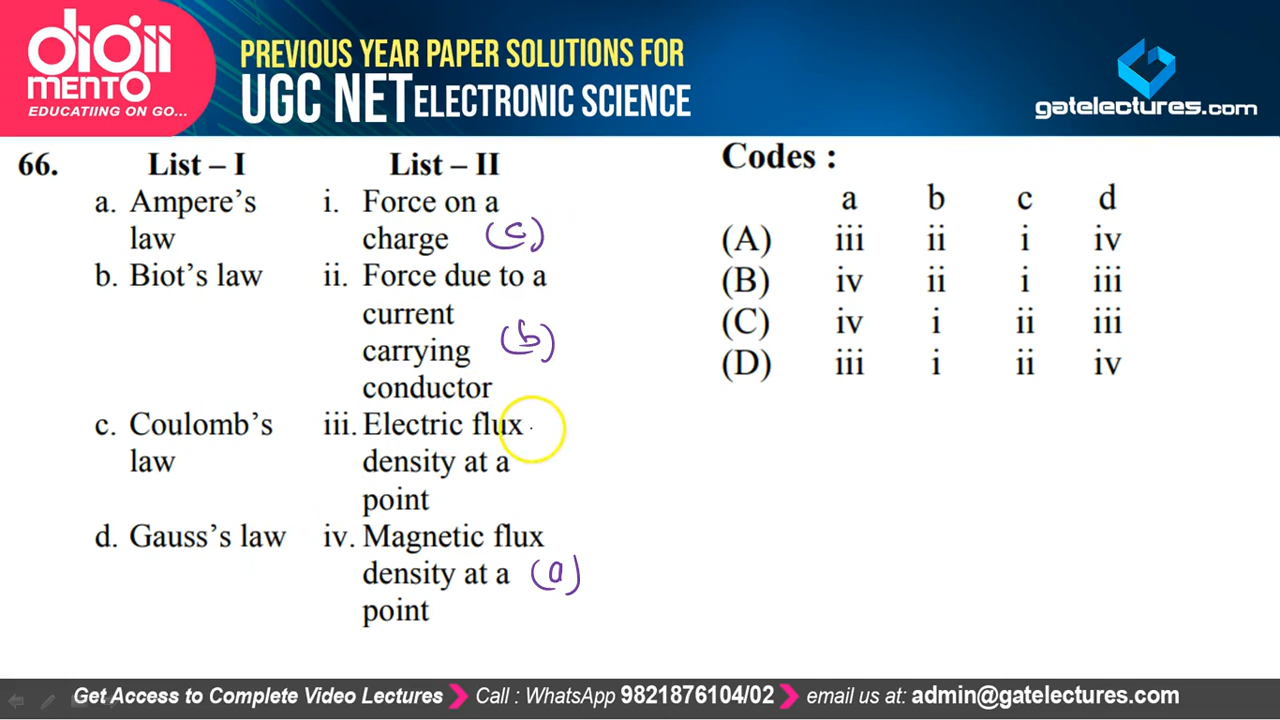 digii
MENTO
EDUCATIING ON GO...
PREVIOUS YEAR PAPER SOLUTIONS FOR
UGC NET ELECTRONIC SCIENCE
gatelectures.com
66. List – I List – II
a. Ampere's i. Force on a
law charge (c)
b. Biot's law ii. Force due to a
current
carrying (b)
conductor
c. Coulomb's iii. Electric flux
law density at a
point
d. Gauss's law iv. Magnetic flux
density at a (a)
point
Codes :
a b c d
(A) iii ii i iv
(B) iv ii i iii
(C) iv i ii iii
(D) iii i ii iv
Get Access to Complete Video Lectures Call : WhatsApp 9821876104/02 email us at: admin@gatelectures.com